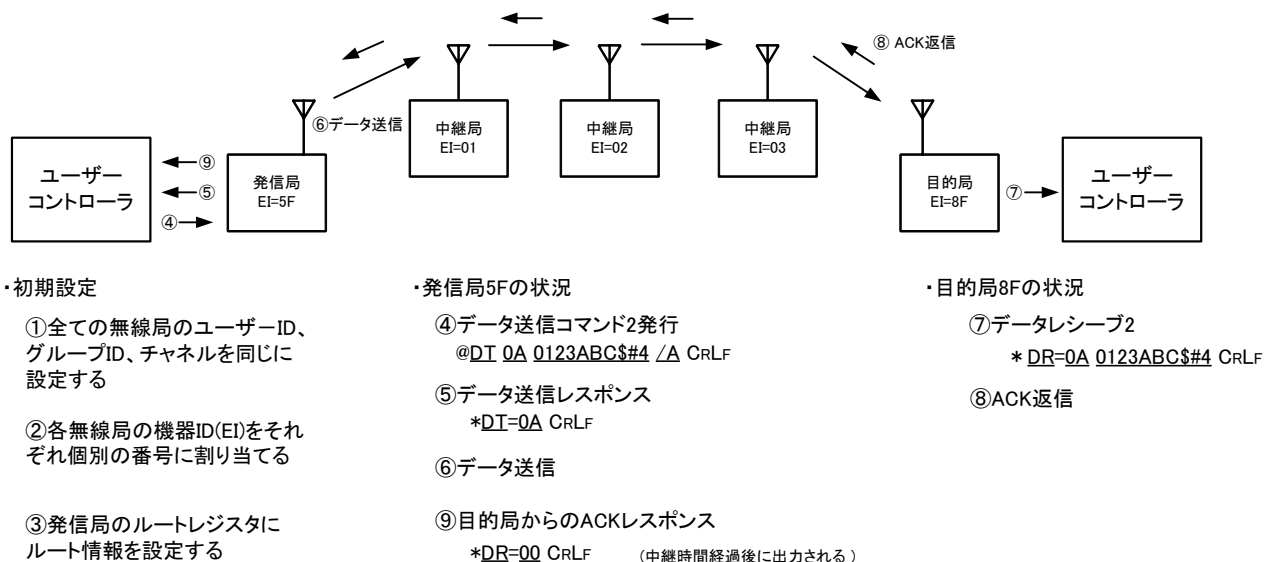 ⑧ ACK返信
⑥データ送信
中継局
EI=01
中継局
EI=02
中継局
EI=03
ユーザー
コントローラ
⑨
⑤
④
発信局
EI=5F
目的局
EI=8F
⑦
ユーザー
コントローラ
・初期設定
①全ての無線局のユーザーID、
グループID、チャネルを同じに
設定する
②各無線局の機器ID(EI)をそれ
ぞれ個別の番号に割り当てる
③発信局のルートレジスタに
ルート情報を設定する
・発信局5Fの状況
④データ送信コマンド2発行
@DT 0A 0123ABC$#4 /A CRLF
⑤データ送信レスポンス
*DT=0A CRLF
⑥データ送信
⑨目的局からのACKレスポンス
*DR=00 CRLF (中継時間経過後に出力される)
・目的局8Fの状況
⑦データレシーブ2
* DR=0A 0123ABC$#4 CRLF
⑧ACK返信